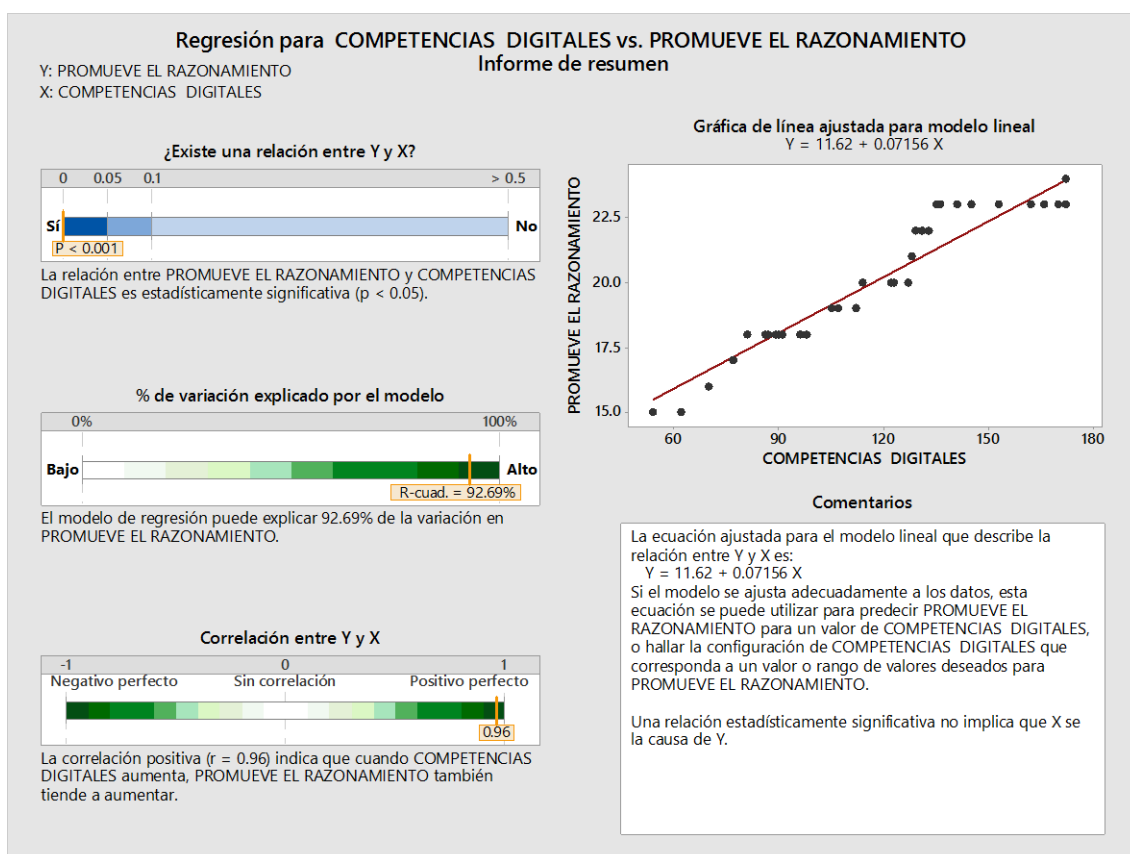 Regresión para COMPETENCIAS DIGITALES vs. PROMUEVE EL RAZONAMIENTO
Informe de resumen
Y: PROMUEVE EL RAZONAMIENTO
X: COMPETENCIAS DIGITALES
¿Existe una relación entre Y y X?
0 0.05 0.1 > 0.5
Sí No
P < 0.001
La relación entre PROMUEVE EL RAZONAMIENTO y COMPETENCIAS
DIGITALES es estadísticamente significativa (p < 0.05).
% de variación explicado por el modelo
0% 100%
Bajo Alto
R-cuad. = 92.69%
El modelo de regresión puede explicar 92.69% de la variación en
PROMUEVE EL RAZONAMIENTO.
Correlación entre Y y X
-1 0 1
Negativo perfecto Sin correlación Positivo perfecto
0.96
La correlación positiva (r = 0.96) indica que cuando COMPETENCIAS
DIGITALES aumenta, PROMUEVE EL RAZONAMIENTO también
tiende a aumentar.
Gráfica de línea ajustada para modelo lineal
Y = 11.62 + 0.07156 X
PROMUEVE EL RAZONAMIENTO
22.5
20.0
17.5
15.0
60 90 120 150 180
COMPETENCIAS DIGITALES
Comentarios
La ecuación ajustada para el modelo lineal que describe la
relación entre Y y X es:
Y = 11.62 + 0.07156 X
Si el modelo se ajusta adecuadamente a los datos, esta
ecuación se puede utilizar para predecir PROMUEVE EL
RAZONAMIENTO para un valor de COMPETENCIAS DIGITALES,
o hallar la configuración de COMPETENCIAS DIGITALES que
corresponda a un valor o rango de valores deseados para
PROMUEVE EL RAZONAMIENTO.
Una relación estadísticamente significativa no implica que X se
la causa de Y.